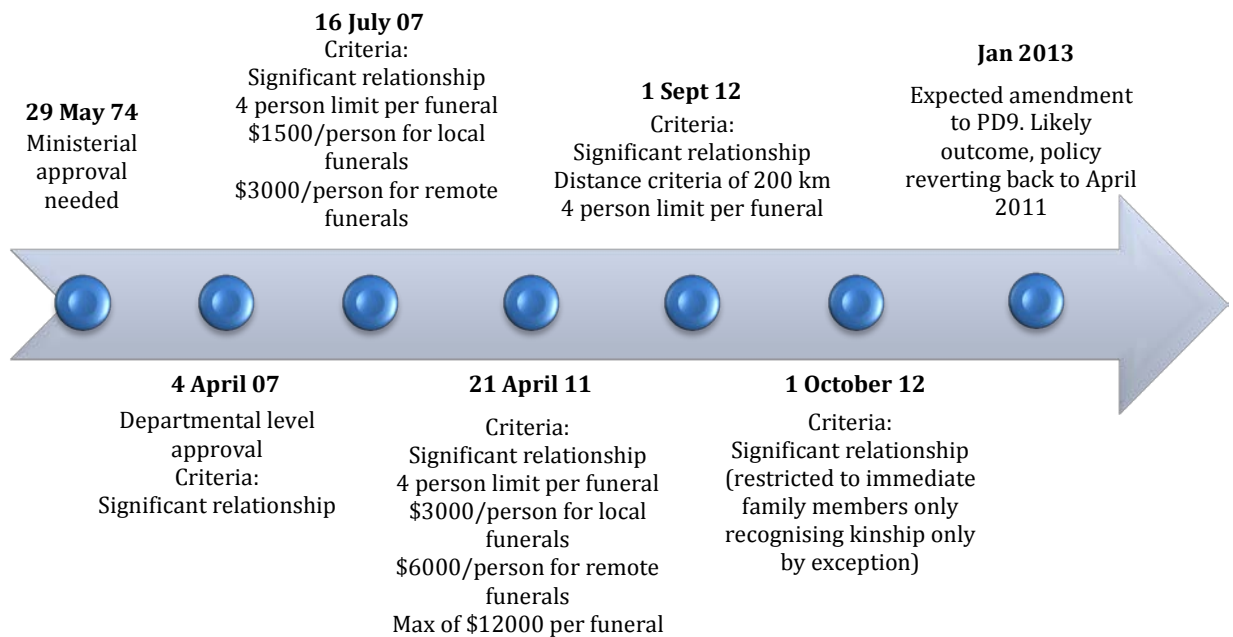 29 May 74
Ministerial
approval
needed
4 April 07
Departmental level
approval
Criteria:
Significant relationship
16 July 07
Criteria:
Significant relationship
4 person limit per funeral
$1500/person for local
funerals
$3000/person for remote
funerals
21 April 11
Criteria:
Significant relationship
4 person limit per funeral
$3000/person for local
funerals
$6000/person for remote
funerals
Max of $12000 per funeral
1 Sept 12
Criteria:
Significant relationship
Distance criteria of 200 km
4 person limit per funeral
1 October 12
Criteria:
Significant relationship
(restricted to immediate
family members only
recognising kinship only
by exception)
Jan 2013
Expected amendment
to PD9. Likely
outcome, policy
reverting back to April
2011